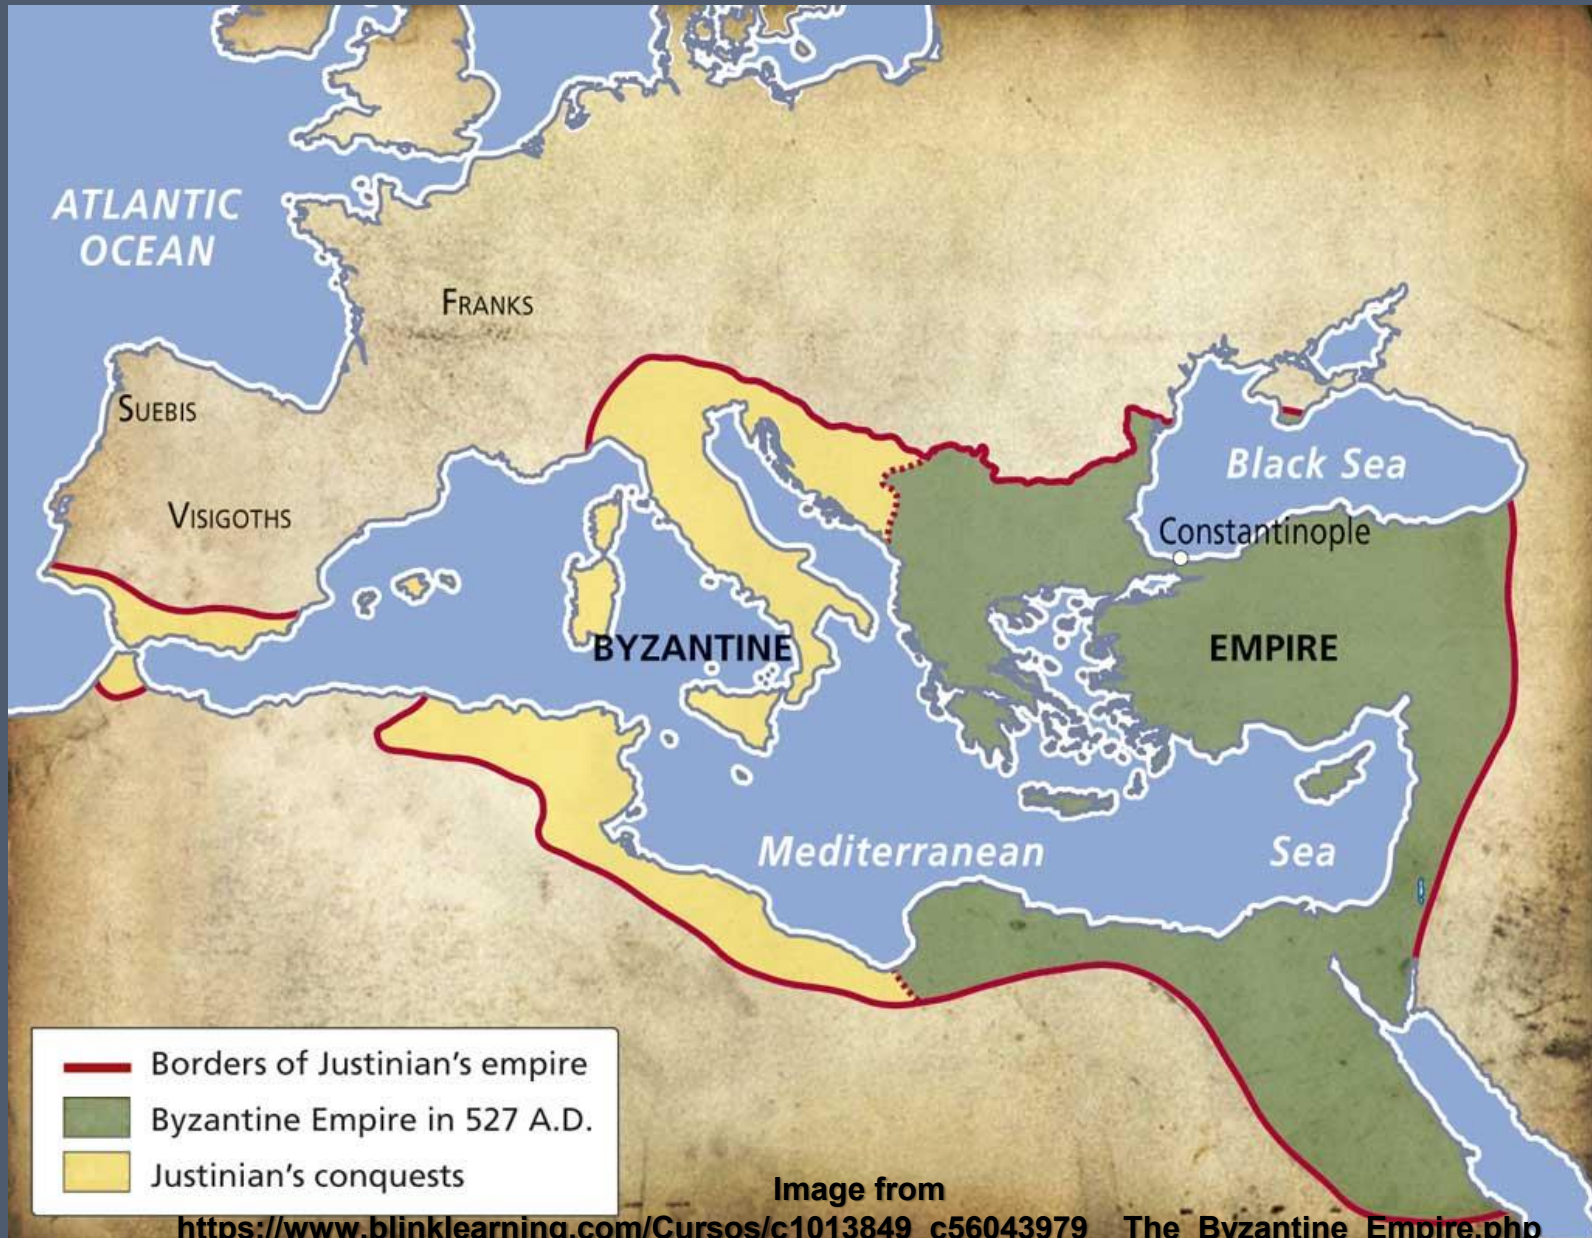 ATLANTIC
OCEAN
FRANKS
SUEBIS
VISIGOTHS
Black Sea
Constantinople
BYZANTINE EMPIRE
Mediterranean Sea
Borders of Justinian's empire
Byzantine Empire in 527 A.D.
Justinian's conquests
Image from
https://www.blinklearning.com/Cursos/c1013849_c56043979__The_Byzantine_Empire.php